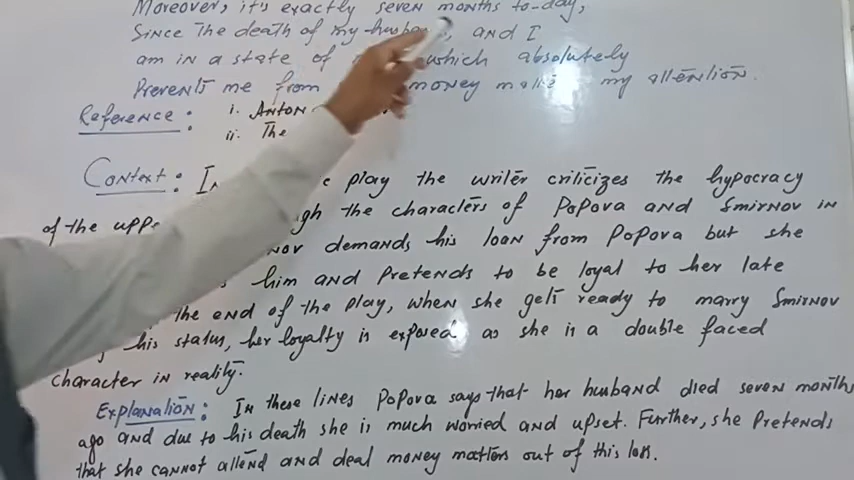 Moreover, it's exactly seven months to-day,
Since the death of my husband, and I
am in a state of which absolutely
Prevents me from money matte my attention.
Reference: i. Anton
ii. The
Context: In play the writer criticizes the hypocracy
of the uppe the characters of Popova and Smirnov in
demands his loan from Popova but she
him and Pretends to be loyal to her late
the end of the play, when she gets ready to marry Smirnov
his status, her loyalty is exposed as she is a double faced
character in reality.
Explanation: In these lines Popova says that her husband died seven months
ago and due to his death she is much worried and upset. Further, she Pretends
that she cannot attend and deal money matters out of this loss.